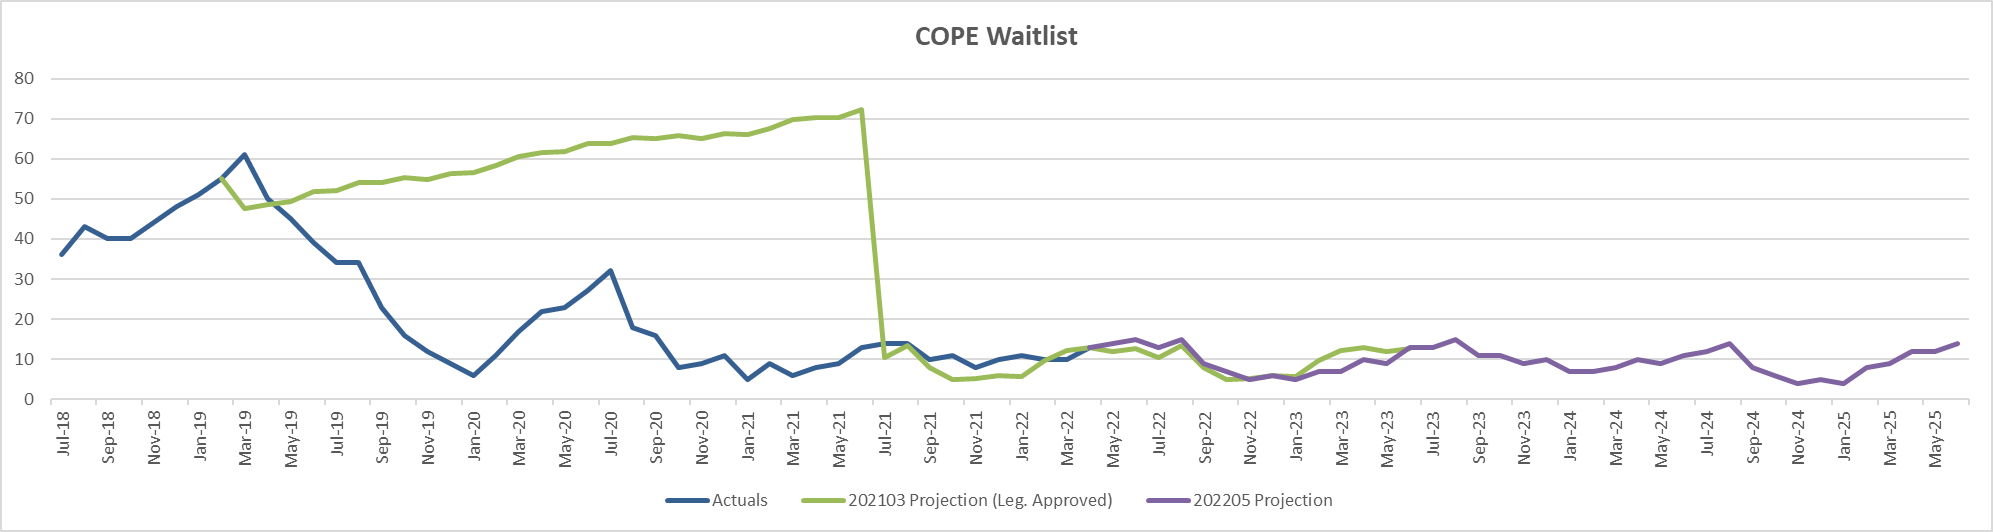 COPE Waitlist
80
70
60
50
40
30
20
10
0
Jul-18
Sep-18
Nov-18
Jan-19
Mar-19
May-19
Jul-19
Sep-19
Nov-19
Jan-20
Mar-20
May-20
Jul-20
Sep-20
Nov-20
Jan-21
Mar-21
May-21
Jul-21
Sep-21
Nov-21
Jan-22
Mar-22
May-22
Jul-22
Sep-22
Nov-22
Jan-23
Mar-23
May-23
Jul-23
Sep-23
Nov-23
Jan-24
Mar-24
May-24
Jul-24
Sep-24
Nov-24
Jan-25
Mar-25
May-25
Actuals
202103 Projection (Leg. Approved)
202205 Projection